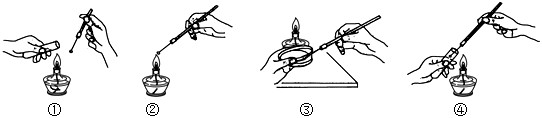 ① ② ③ ④